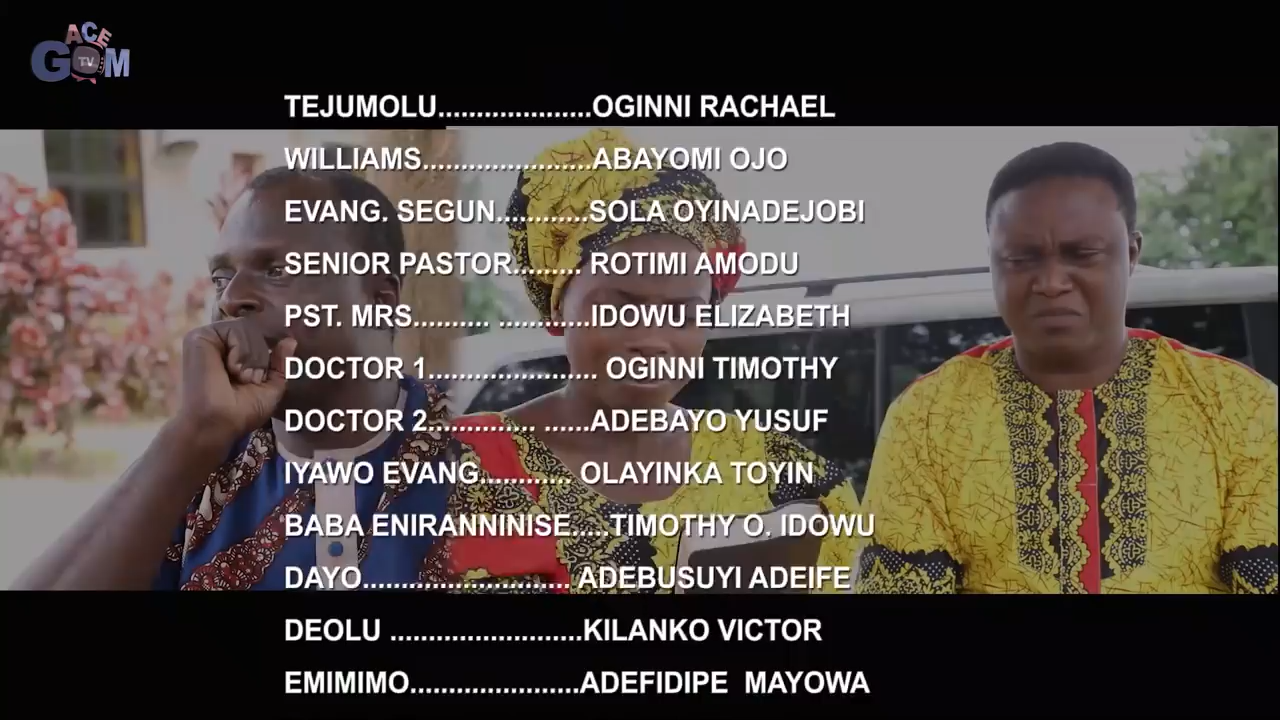 ACE
GOM
TV
TEJUMOLU....................OGINNI RACHAEL
WILLIAMS......................ABAYOMI OJO
EVANG. SEGUN............SOLA OYINADEJOBI
SENIOR PASTOR......... ROTIMI AMODU
PST. MRS.......... ............IDOWU ELIZABETH
DOCTOR 1...................... OGINNI TIMOTHY
DOCTOR 2.............. ......ADEBAYO YUSUF
IYAWO EVANG............ OLAYINKA TOYIN
BABA ENIRANNINISE.....TIMOTHY O. IDOWU
DAYO........................... ADEBUSUYI ADEIFE
DEOLU .........................KILANKO VICTOR
EMIMIMO......................ADEFIDIPE  MAYOWA